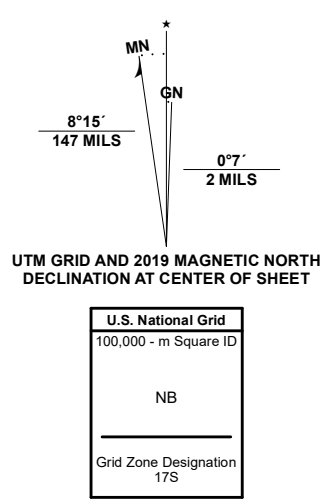 MN
GN
8°15´
147 MILS
0°7´
2 MILS
UTM GRID AND 2019 MAGNETIC NORTH
DECLINATION AT CENTER OF SHEET
U.S. National Grid
100,000 - m Square ID
NB
Grid Zone Designation
17S